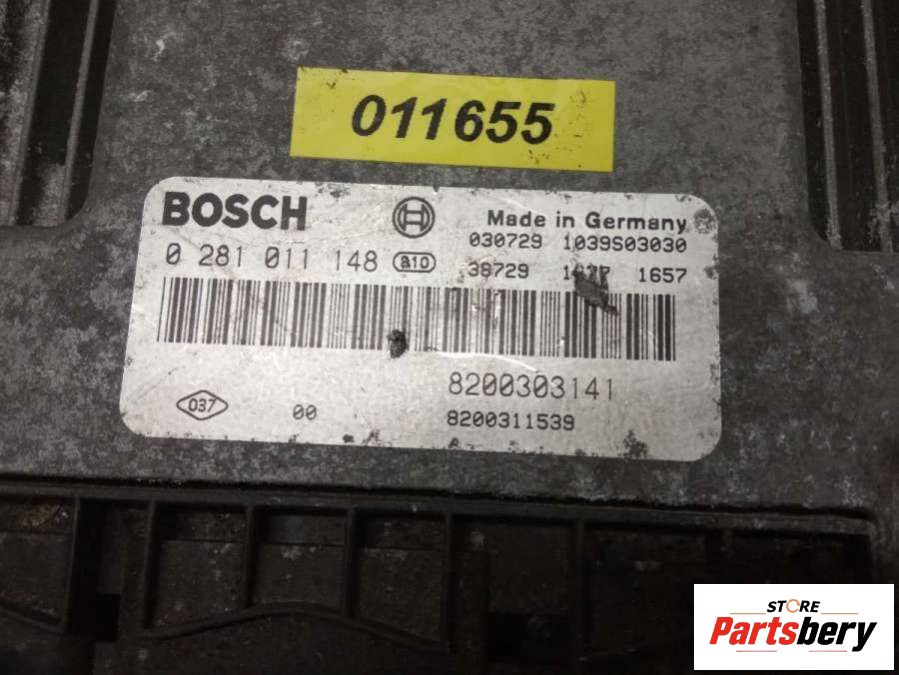 011655
BOSCH
Made in Germany
0 281 011 148 a10
030729 1039S03030
38729 1657
8200303141
037 00 8200311539
STORE
Partsbery